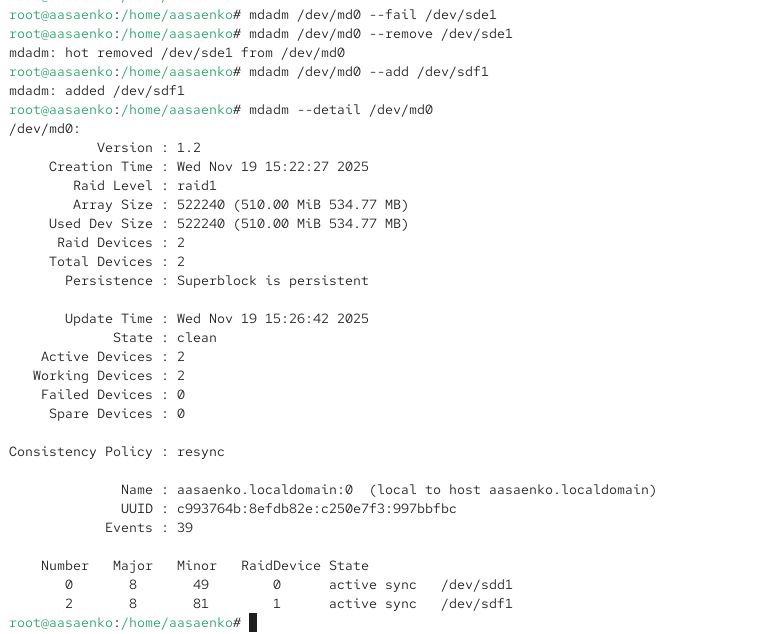 root@aasaenko:/home/aasaenko# mdadm /dev/md0 --fail /dev/sde1
root@aasaenko:/home/aasaenko# mdadm /dev/md0 --remove /dev/sde1
mdadm: hot removed /dev/sde1 from /dev/md0
root@aasaenko:/home/aasaenko# mdadm /dev/md0 --add /dev/sdf1
mdadm: added /dev/sdf1
root@aasaenko:/home/aasaenko# mdadm --detail /dev/md0
/dev/md0:
           Version : 1.2
     Creation Time : Wed Nov 19 15:22:27 2025
        Raid Level : raid1
        Array Size : 522240 (510.00 MiB 534.77 MB)
     Used Dev Size : 522240 (510.00 MiB 534.77 MB)
      Raid Devices : 2
     Total Devices : 2
       Persistence : Superblock is persistent

       Update Time : Wed Nov 19 15:26:42 2025
             State : clean
    Active Devices : 2
   Working Devices : 2
    Failed Devices : 0
     Spare Devices : 0

Consistency Policy : resync

              Name : aasaenko.localdomain:0  (local to host aasaenko.localdomain)
              UUID : c993764b:8efdb82e:c250e7f3:997bbfbc
            Events : 39

    Number   Major   Minor   RaidDevice State
       0       8       49        0      active sync   /dev/sdd1
       2       8       81        1      active sync   /dev/sdf1
root@aasaenko:/home/aasaenko#